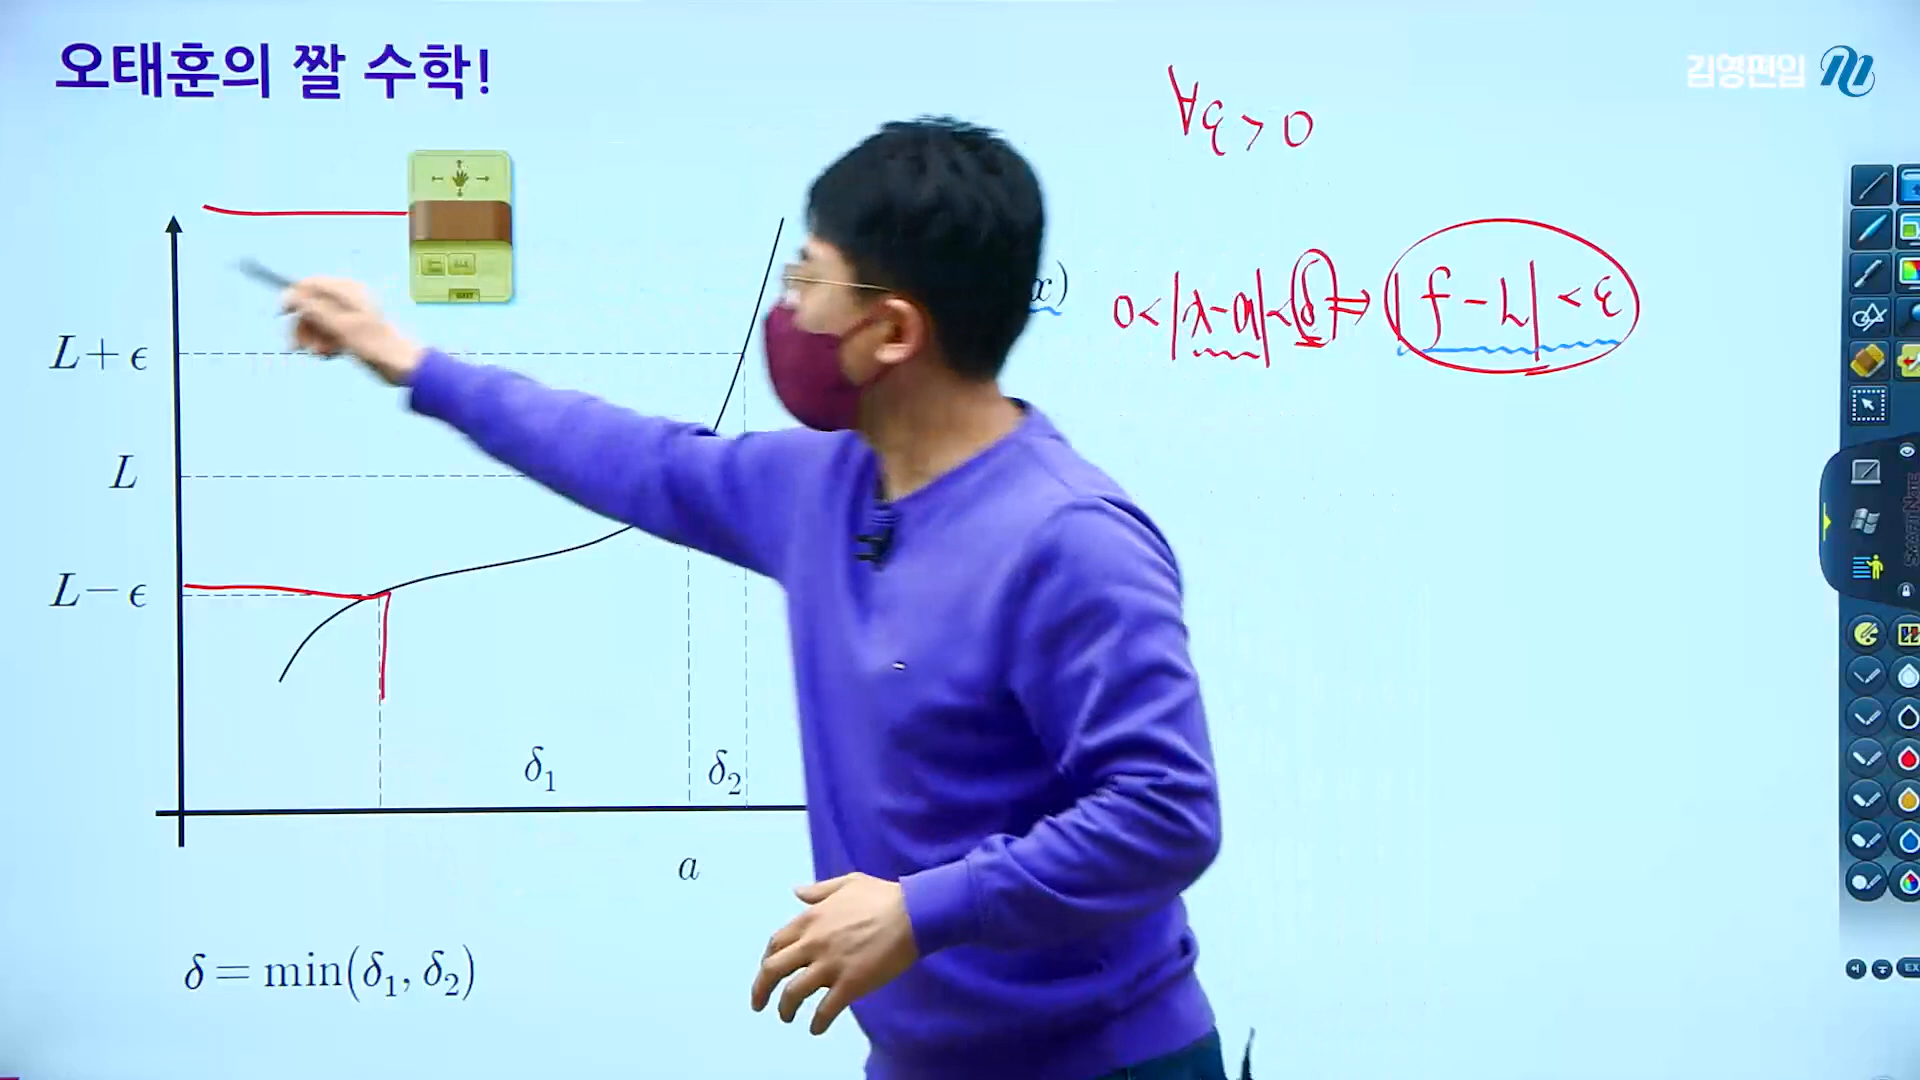 오태훈의 짤 수학!
김영편입
∀ε > 0
x)
0 < |x - a| < δ ⇒ |f - L| < ε
L + ϵ
L
L - ϵ
δ₁
δ₂
a
δ = min(δ₁, δ₂)